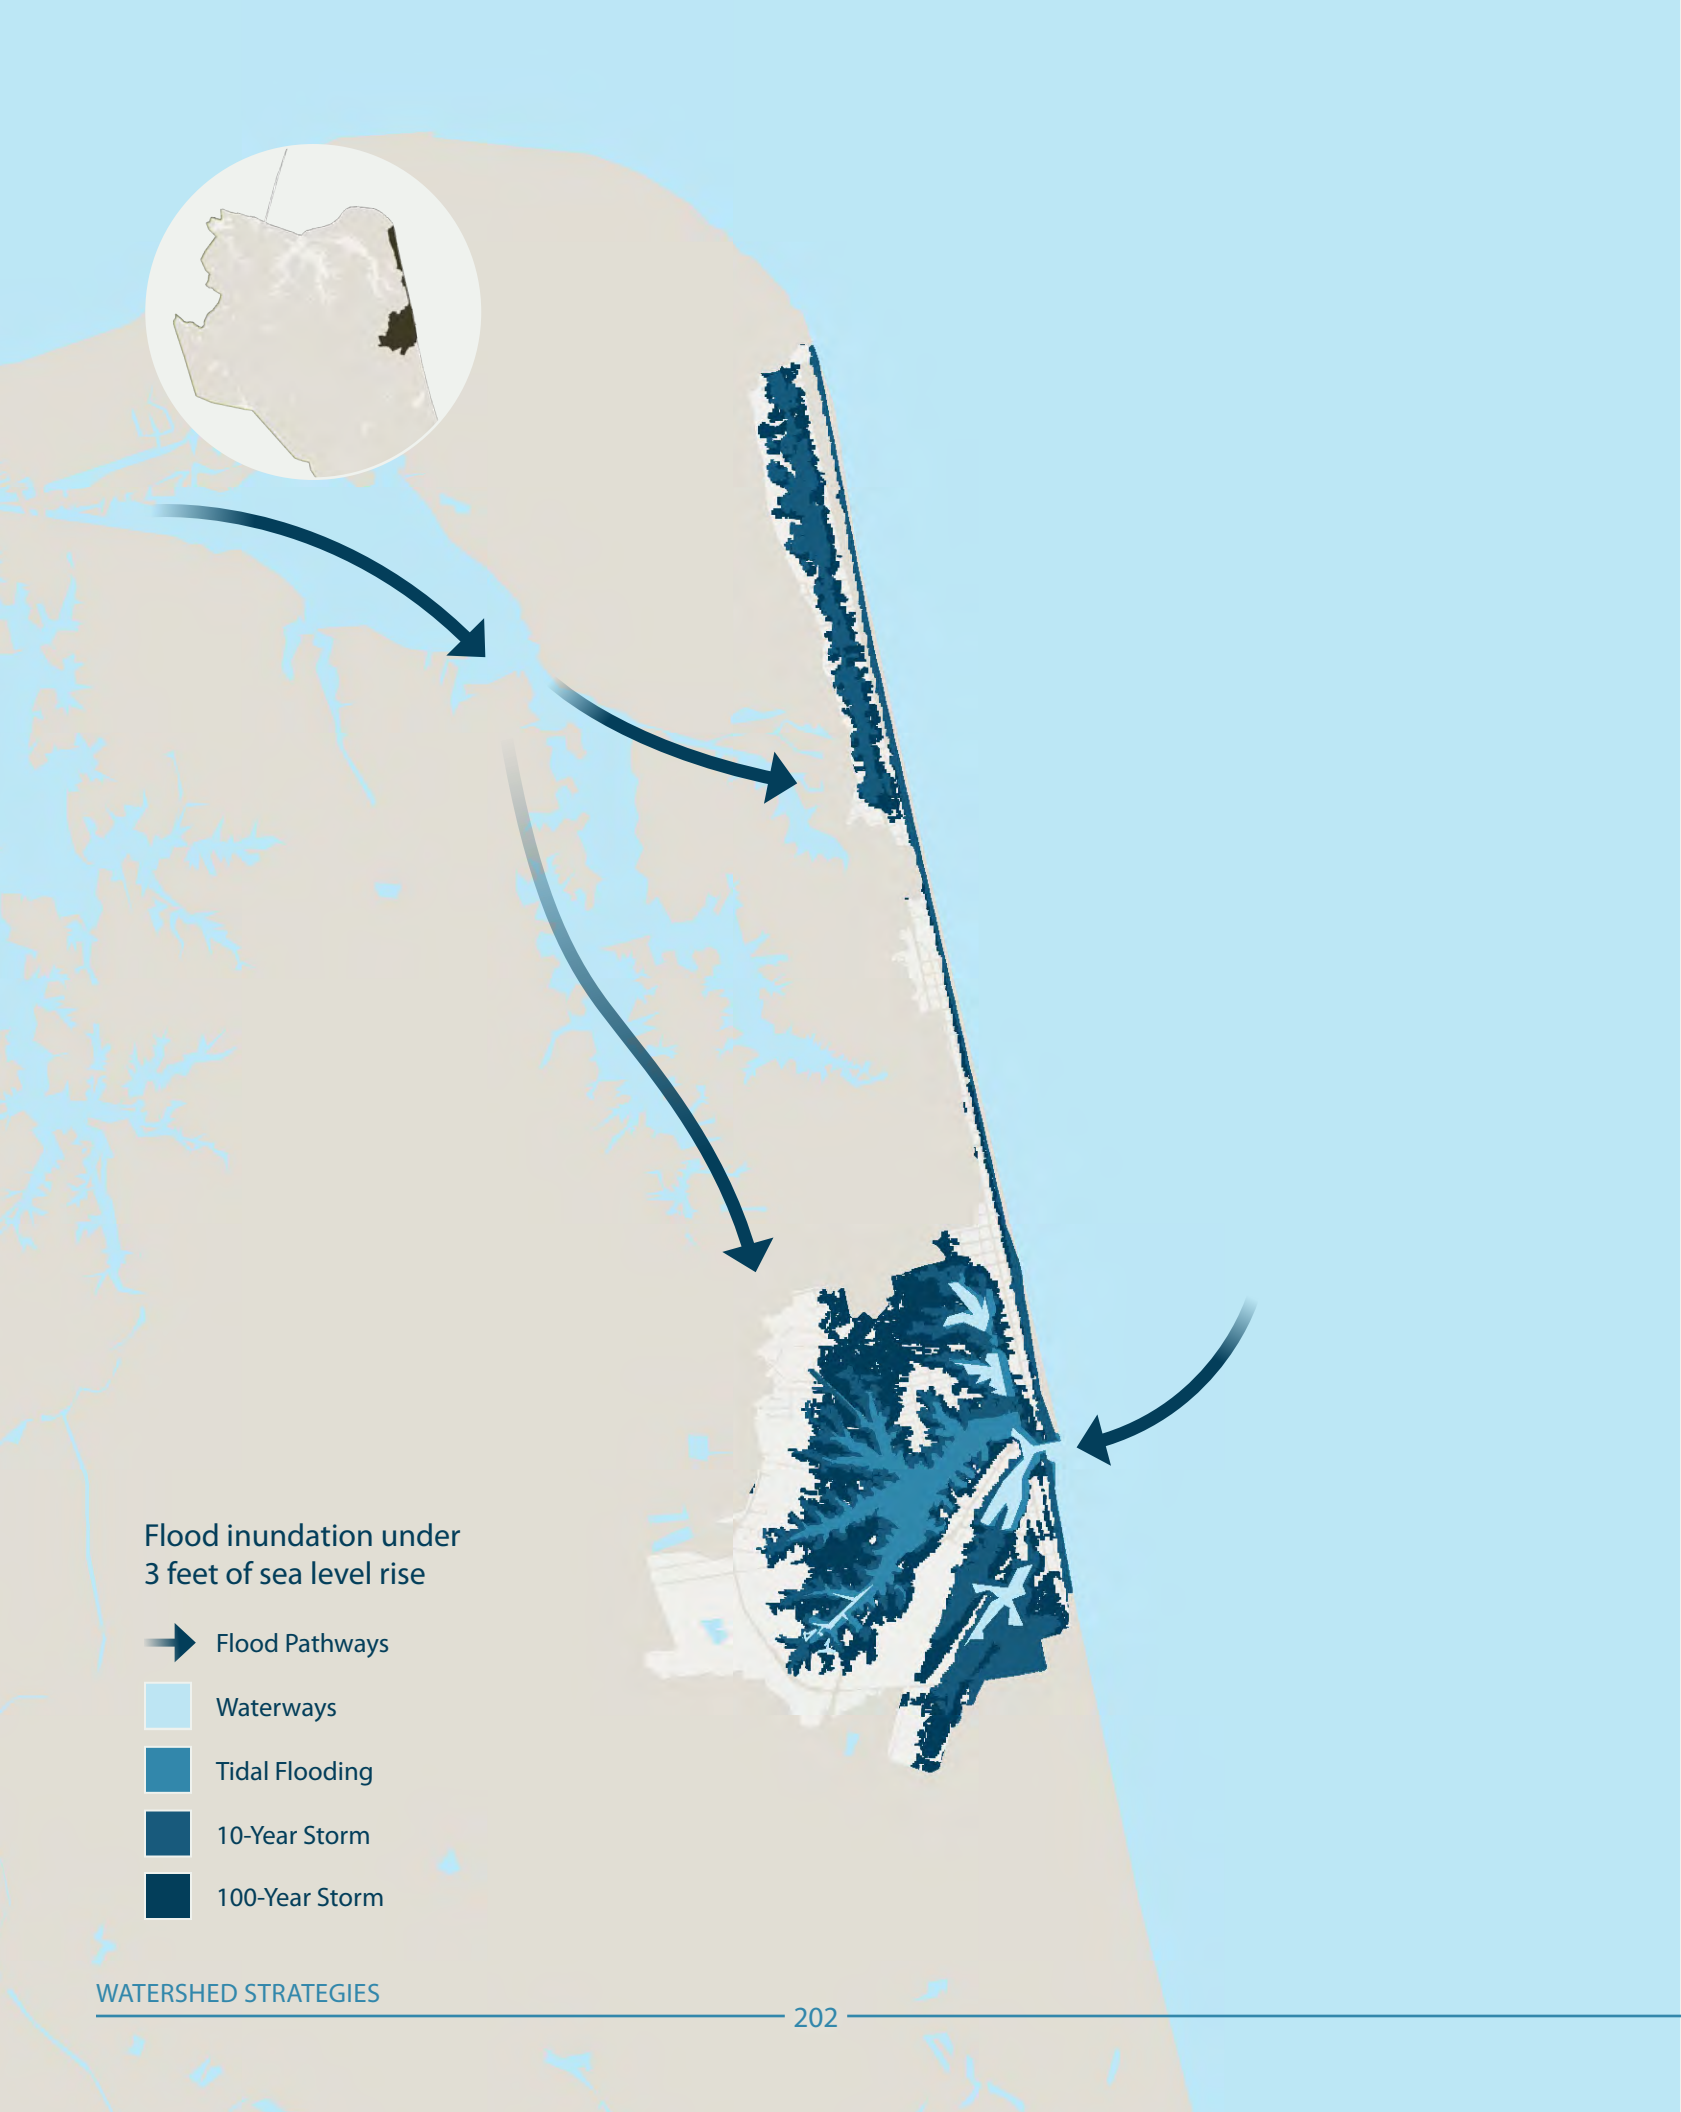 Flood inundation under
3 feet of sea level rise
Flood Pathways
Waterways
Tidal Flooding
10-Year Storm
100-Year Storm
WATERSHED STRATEGIES
202